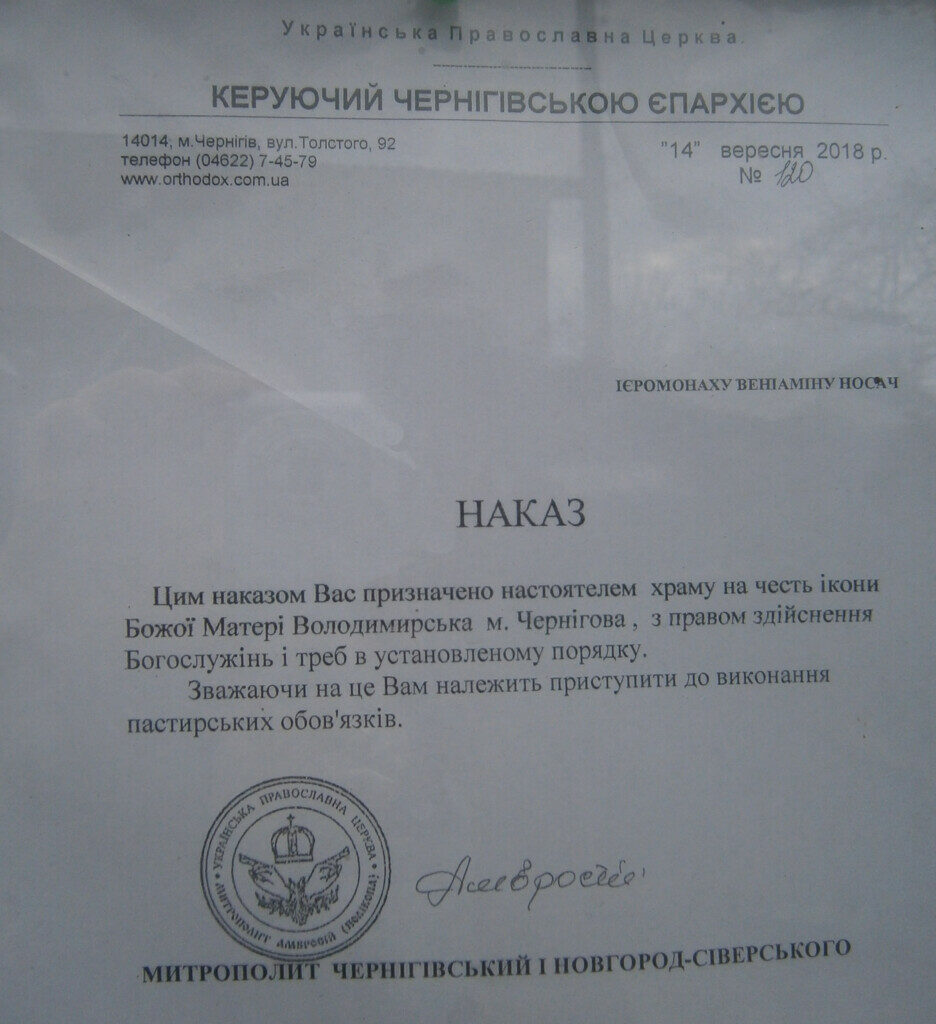 Українська Православна Церква
КЕРУЮЧИЙ ЧЕРНІГІВСЬКОЮ ЄПАРХІЄЮ
14014, м.Чернігів, вул.Толстого, 92
телефон (04622) 7-45-79
www.orthodox.com.ua
"14" вересня 2018 р.
№ 120
ІЄРОМОНАХУ ВЕНІАМІНУ НОСАЧ
НАКАЗ
Цим наказом Вас призначено настоятелем храму на честь ікони
Божої Матері Володимирська м. Чернігова , з правом здійснення
Богослужінь і треб в установленому порядку.
Зважаючи на це Вам належить приступити до виконання
пастирських обов'язків.
УКРАЇНСЬКА ПРАВОСЛАВНА ЦЕРКВА
МИТРОПОЛИТ АМВРОСІЙ
Амвросій
МИТРОПОЛИТ ЧЕРНІГІВСЬКИЙ І НОВГОРОД-СІВЕРСЬКОГО